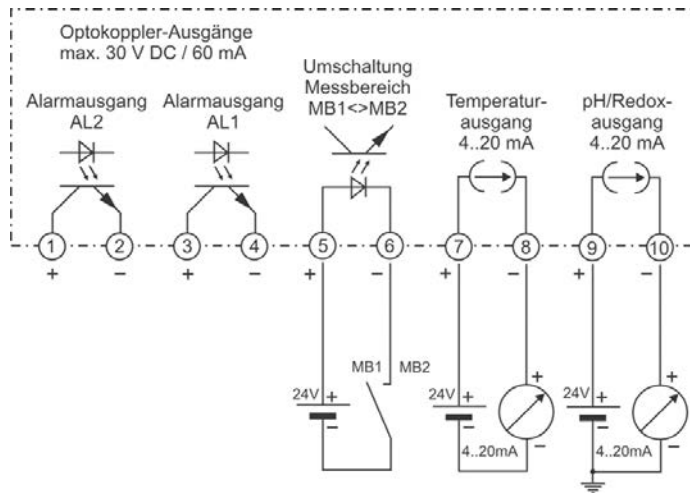 Optokoppler-Ausgänge
max. 30 V DC / 60 mA
Alarmausgang
AL2
Alarmausgang
AL1
Umschaltung
Messbereich
MB1<>MB2
Temperatur-
ausgang
4..20 mA
pH/Redox-
ausgang
4..20 mA
1 2 3 4 5 6 7 8 9 10
+ − + − + − + − + −
MB1 MB2
24V + −
24V + −
+ −
4..20mA
24V + −
+ −
4..20mA